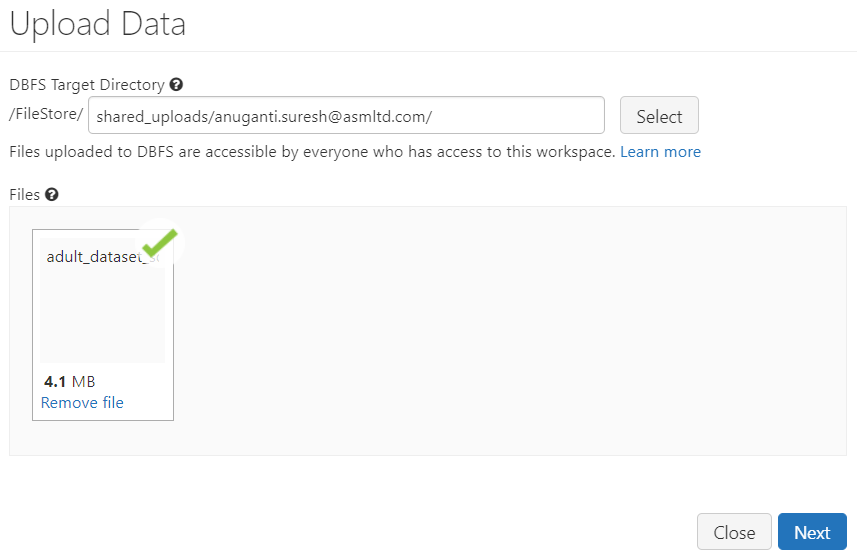 Upload Data
DBFS Target Directory
/FileStore/ shared_uploads/anuganti.suresh@asmltd.com/ Select
Files uploaded to DBFS are accessible by everyone who has access to this workspace. Learn more
Files
adult_dataset_s
4.1 MB
Remove file
Close Next